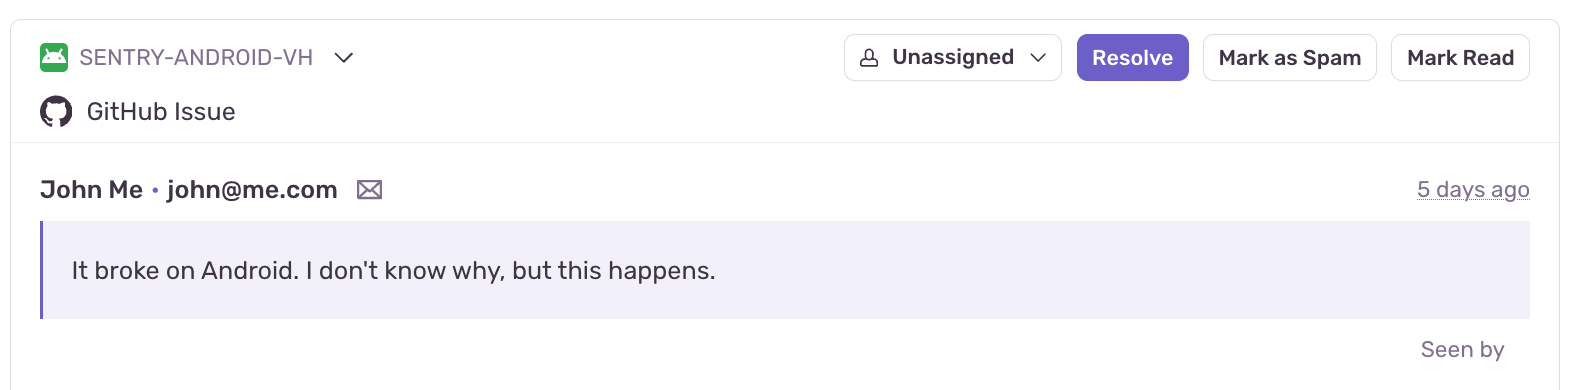 SENTRY-ANDROID-VH
Unassigned
Resolve
Mark as Spam
Mark Read
GitHub Issue
John Me • john@me.com
5 days ago
It broke on Android. I don't know why, but this happens.
Seen by